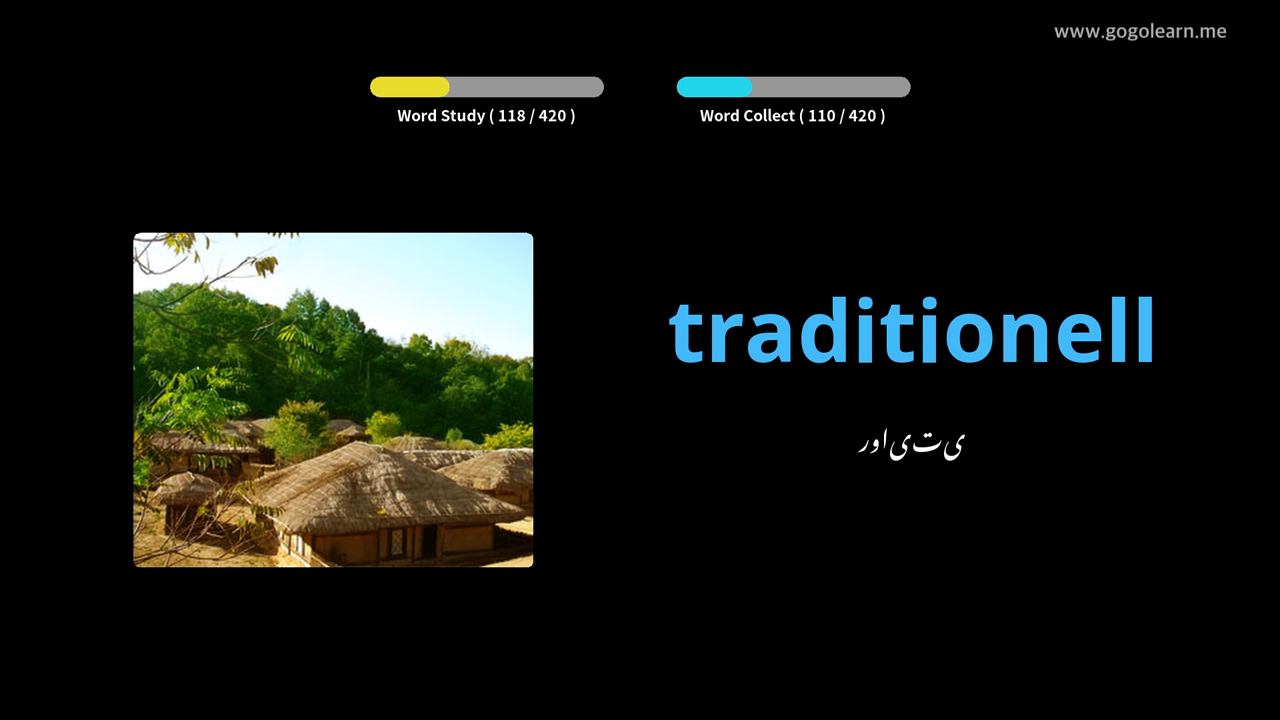 www.gogolearn.me
Word Study ( 118 / 420 )
Word Collect ( 110 / 420 )
traditionell
روایتی